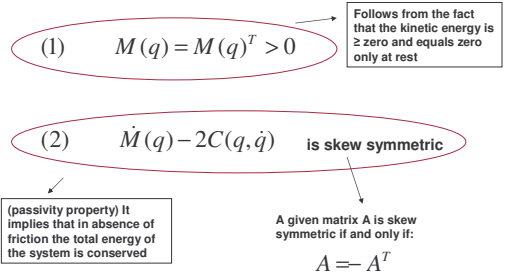 Follows from the fact
that the kinetic energy is
≥ zero and equals zero
only at rest
(1) M(q) = M(q)^T > 0
(2) Ṁ(q) − 2C(q, q̇) is skew symmetric
(passivity property) It
implies that in absence of
friction the total energy of
the system is conserved
A given matrix A is skew
symmetric if and only if:
A = − A^T